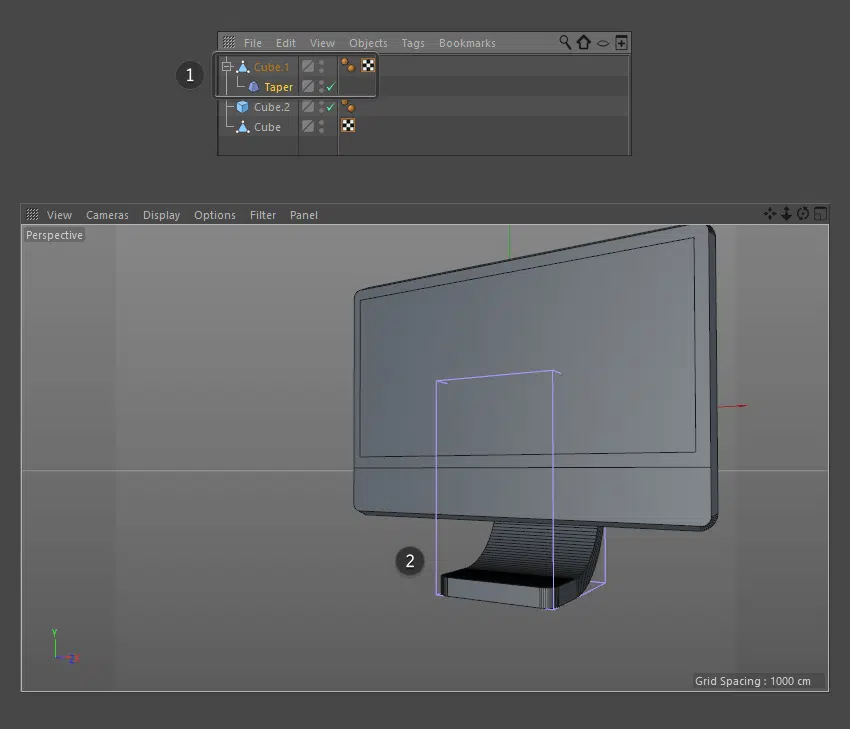 File Edit View Objects Tags Bookmarks
1
Cube.1
Taper
Cube.2
Cube
View Cameras Display Options Filter Panel
Perspective
2
Y
Z
Grid Spacing : 1000 cm